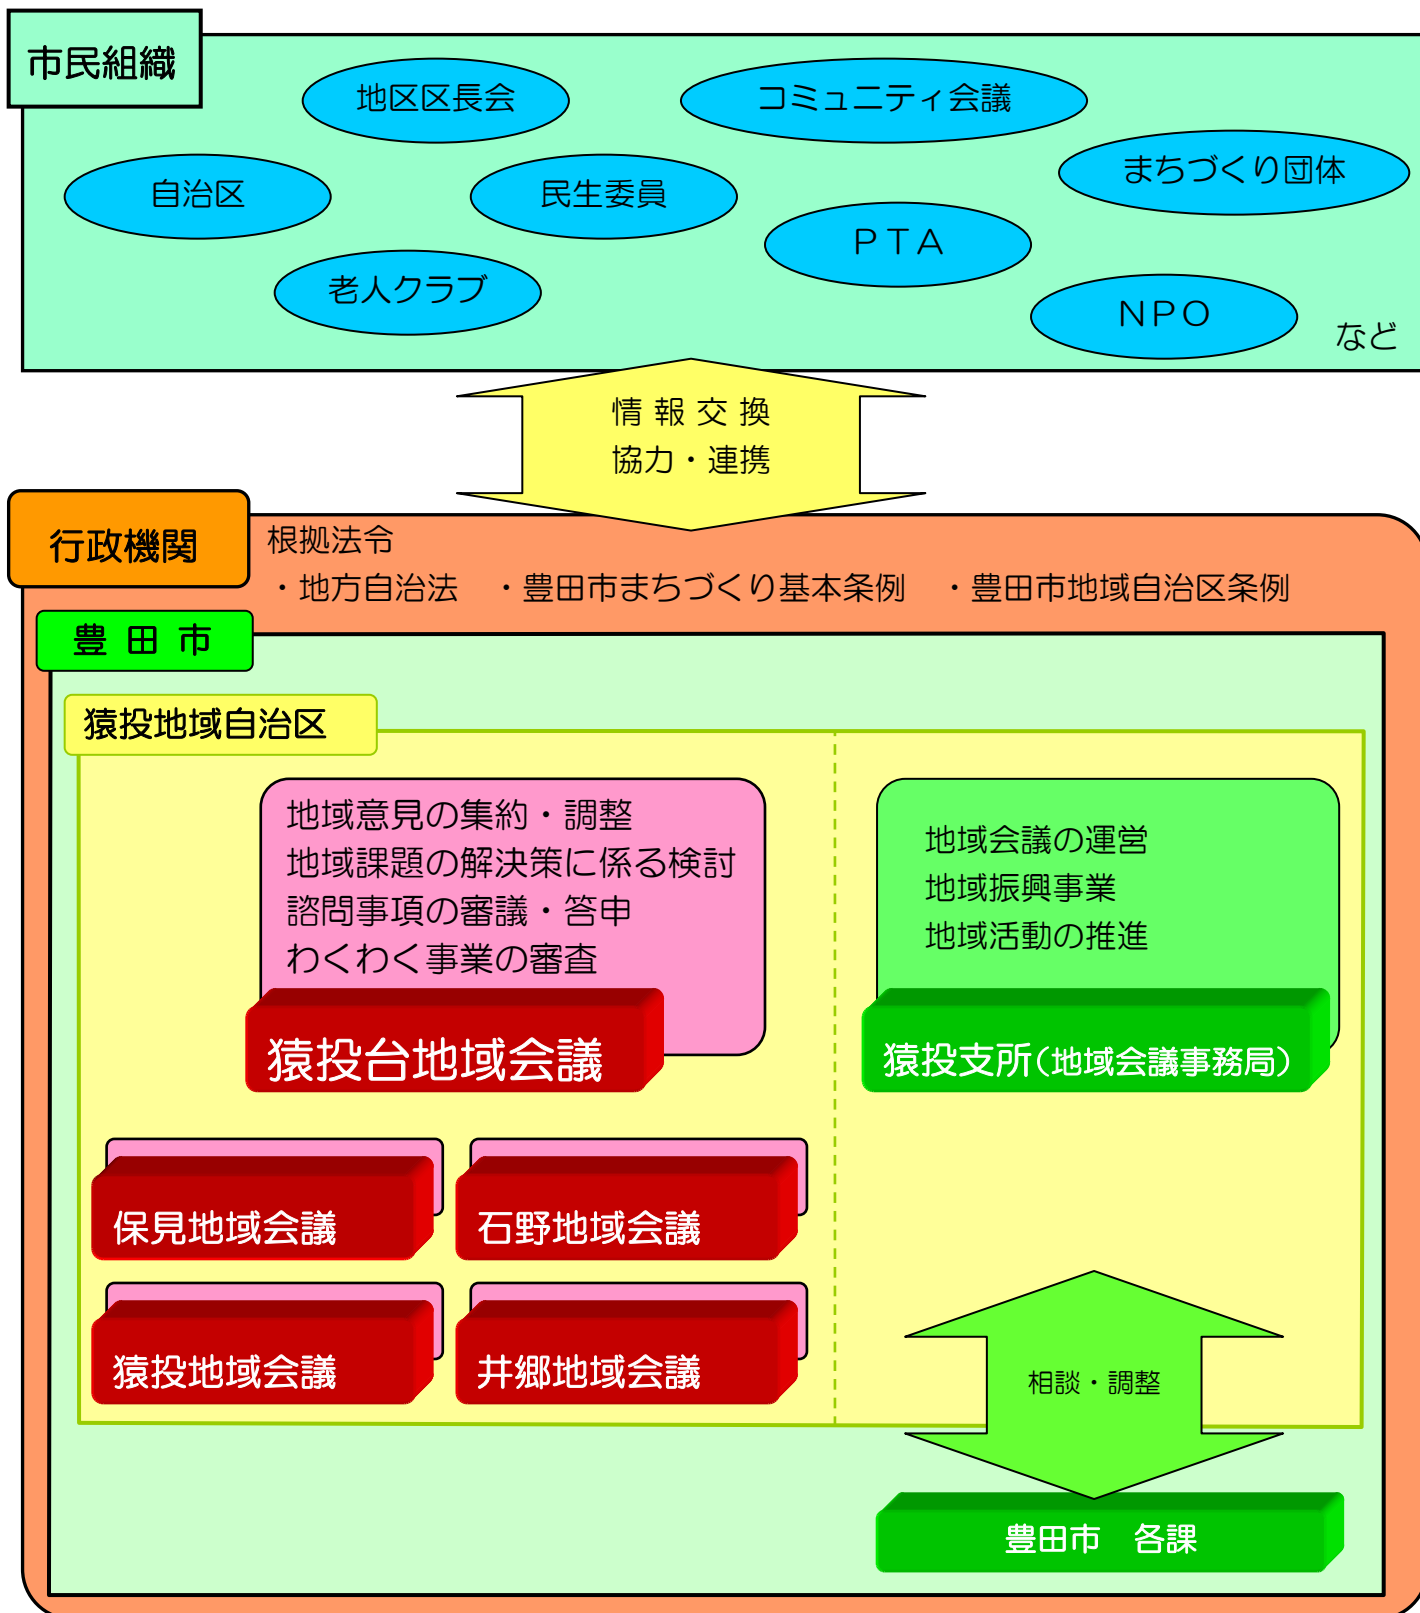 市民組織
地区区長会
コミュニティ会議
まちづくり団体
自治区
民生委員
ＰＴＡ
老人クラブ
ＮＰＯ
など
情 報 交 換
協力・連携
行政機関
根拠法令
・地方自治法　・豊田市まちづくり基本条例　・豊田市地域自治区条例
豊 田 市
猿投地域自治区
地域意見の集約・調整
地域課題の解決策に係る検討
諮問事項の審議・答申
わくわく事業の審査
猿投台地域会議
地域会議の運営
地域振興事業
地域活動の推進
猿投支所（地域会議事務局）
保見地域会議
石野地域会議
猿投地域会議
井郷地域会議
相談・調整
豊田市　各課